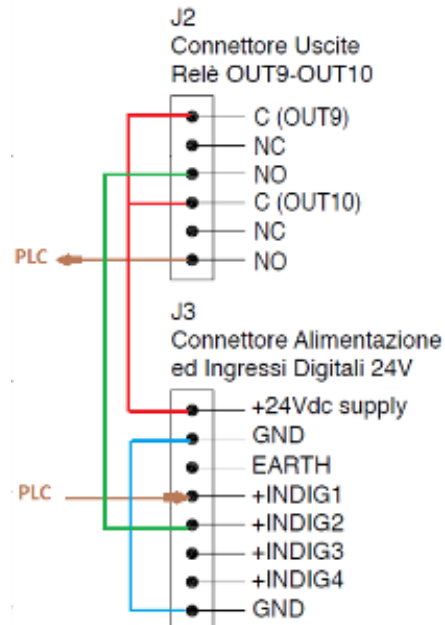 J2
Connettore Uscite
Relè OUT9-OUT10
C (OUT9)
NC
NO
C (OUT10)
NC
PLC
NO
J3
Connettore Alimentazione
ed Ingressi Digitali 24V
+24Vdc supply
GND
EARTH
PLC
+INDIG1
+INDIG2
+INDIG3
+INDIG4
GND